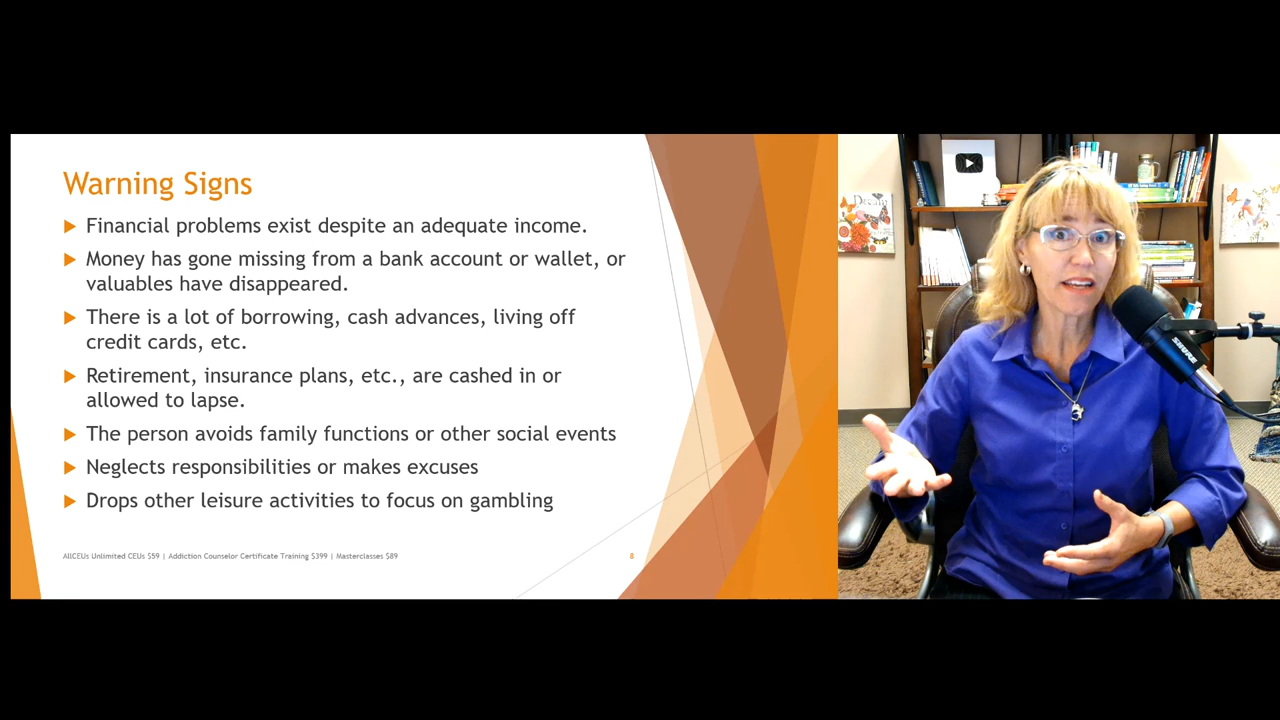 Warning Signs
Financial problems exist despite an adequate income.
Money has gone missing from a bank account or wallet, or
valuables have disappeared.
There is a lot of borrowing, cash advances, living off
credit cards, etc.
Retirement, insurance plans, etc., are cashed in or
allowed to lapse.
The person avoids family functions or other social events
Neglects responsibilities or makes excuses
Drops other leisure activities to focus on gambling
AllCEUs Unlimited CEUs $59 | Addiction Counselor Certificate Training $399 | Masterclasses $89
8
SHURE